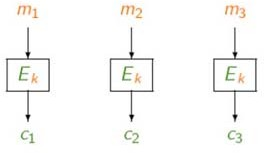 m₁ m₂ m₃
Eₖ Eₖ Eₖ
c₁ c₂ c₃